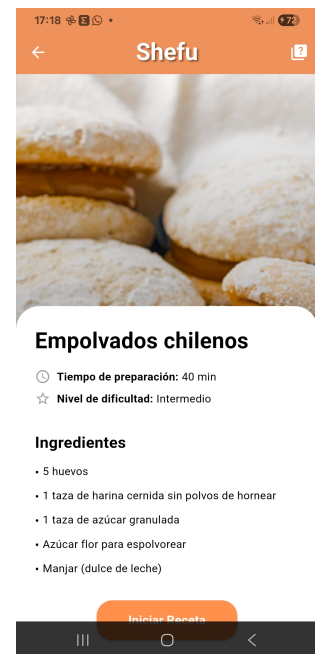 17:18
72
Shefu
?
Empolvados chilenos
Tiempo de preparación: 40 min
Nivel de dificultad: Intermedio
Ingredientes
• 5 huevos
• 1 taza de harina cernida sin polvos de hornear
• 1 taza de azúcar granulada
• Azúcar flor para espolvorear
• Manjar (dulce de leche)
Iniciar Receta